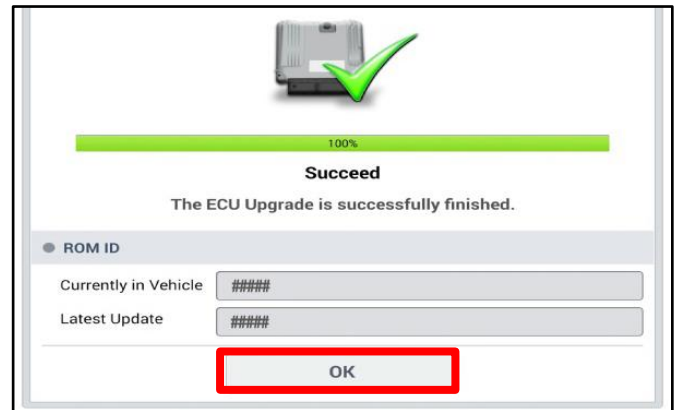 100%
Succeed
The ECU Upgrade is successfully finished.
ROM ID
Currently in Vehicle #####
Latest Update #####
OK